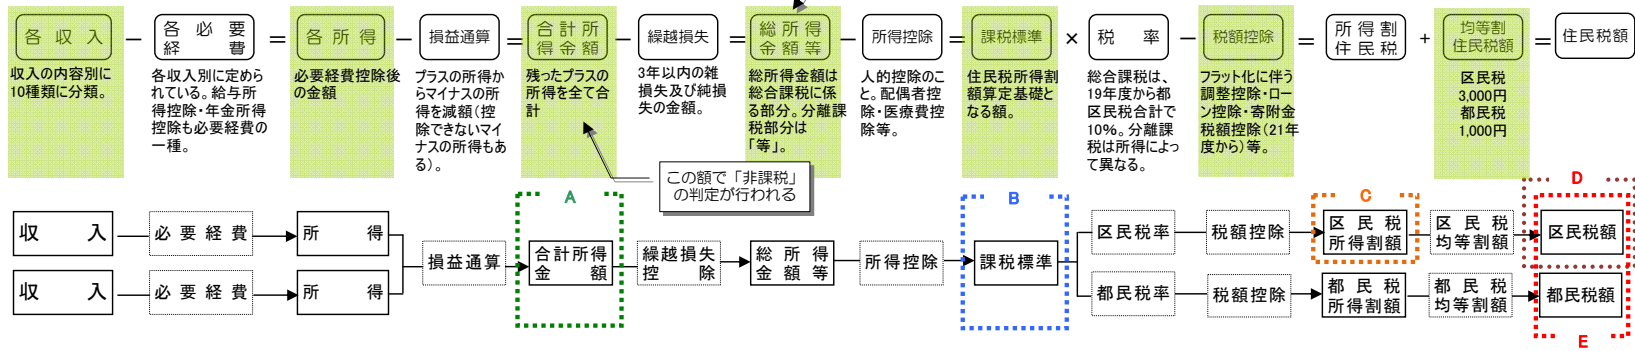 各収入 － 各必要経費 ＝ 各所得 － 損益通算 ＝ 合計所得金額 － 繰越損失 ＝ 総所得金額等 － 所得控除 ＝ 課税標準 × 税率 － 税額控除 ＝ 所得割住民税 ＋ 均等割住民税額 ＝ 住民税額
収入の内容別に
10種類に分類。
各収入別に定めら
れている。給与所
得控除・年金所得
控除も必要経費の
一種。
必要経費控除後
の金額
プラスの所得か
らマイナスの所
得を減額（控
除できないマイ
ナスの所得もあ
る）。
残ったプラスの
所得を全て合
計
3年以内の雑
損失及び純損
失の金額。
総所得金額は
総合課税に係
る部分。分離課
税部分は
「等」。
人的控除のこ
と。配偶者控
除・医療費控
除等。
住民税所得割
額算定基礎と
なる額。
総合課税は、
19年度から都
区民税合計で
10%。分離課
税は所得によっ
て異なる。
フラット化に伴う
調整控除・ロー
ン控除・寄附金
税額控除（21年
度から）等。
区民税
3,000円
都民税
1,000円
この額で「非課税」
の判定が行われる
A
B
C
D
収入
必要経費
所得
区民税率
税額控除
区民税
所得割額
区民税
均等割額
区民税額
損益通算
合計所得
金額
繰越損失
控除
総所得
金額等
所得控除
課税標準
収入
必要経費
所得
都民税率
税額控除
都民税
所得割額
都民税
均等割額
都民税額
E